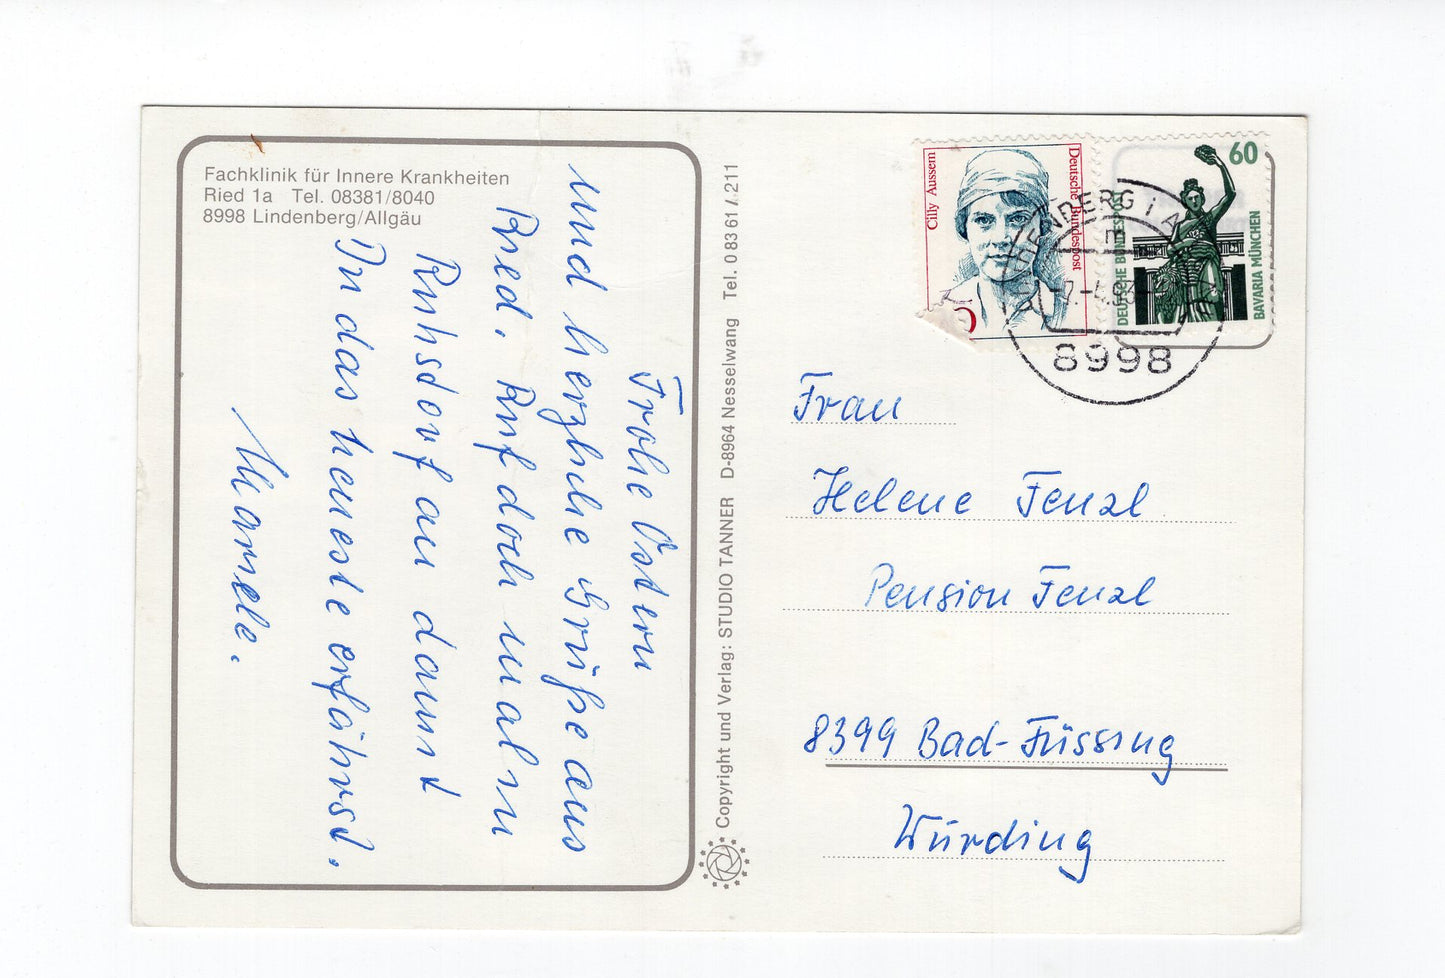 Fachklinik für Innere Krankheiten
Ried 1a Tel. 08381/8040
8998 Lindenberg/Allgäu
Frohe Ostern
und herzliche Grüße aus
Ried. Ruf doch mal in
Ruhsdorf an damit
Du das neueste erfährst.
Copyright und Verlag: STUDIO TANNER D-8964 Nesselwang Tel. 0 83 61 / 211
Cilly Aussem
Deutsche Bundespost
60
DEUTSCHE BUNDESPOST
BAVARIA MÜNCHEN
LINDENBERG i
8998
Frau
Helene Fenzl
Pension Fenzl
8399 Bad-Füssing
Würding